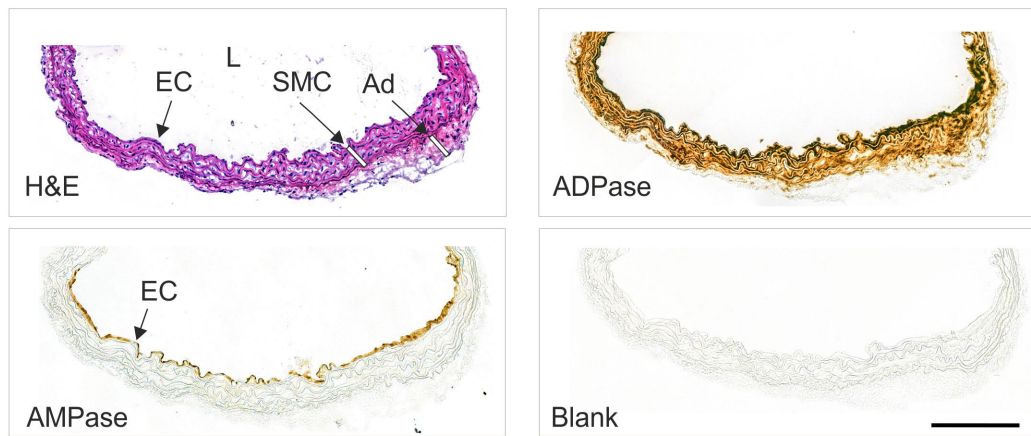 L
EC
SMC
Ad
H&E
ADPase
EC
AMPase
Blank